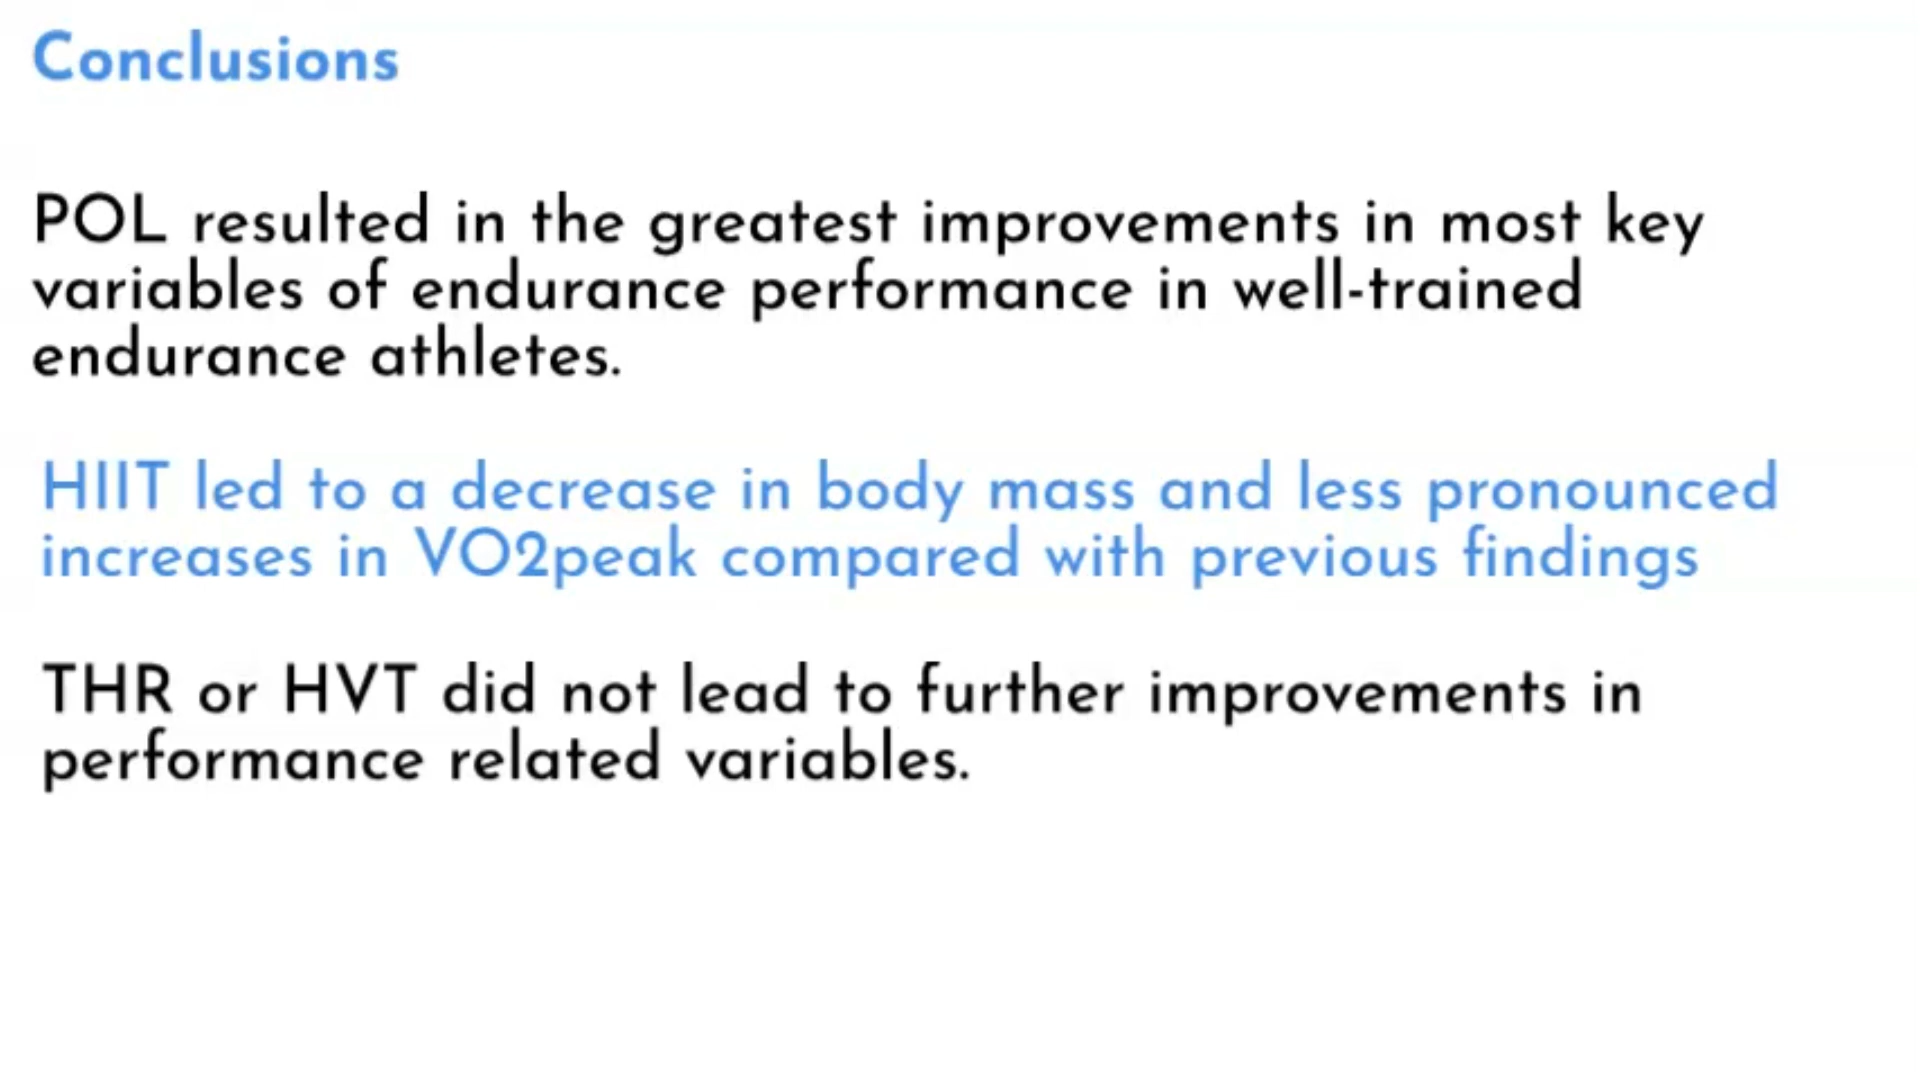 Conclusions
POL resulted in the greatest improvements in most key
variables of endurance performance in well-trained
endurance athletes.
HIIT led to a decrease in body mass and less pronounced
increases in VO2peak compared with previous findings
THR or HVT did not lead to further improvements in
performance related variables.